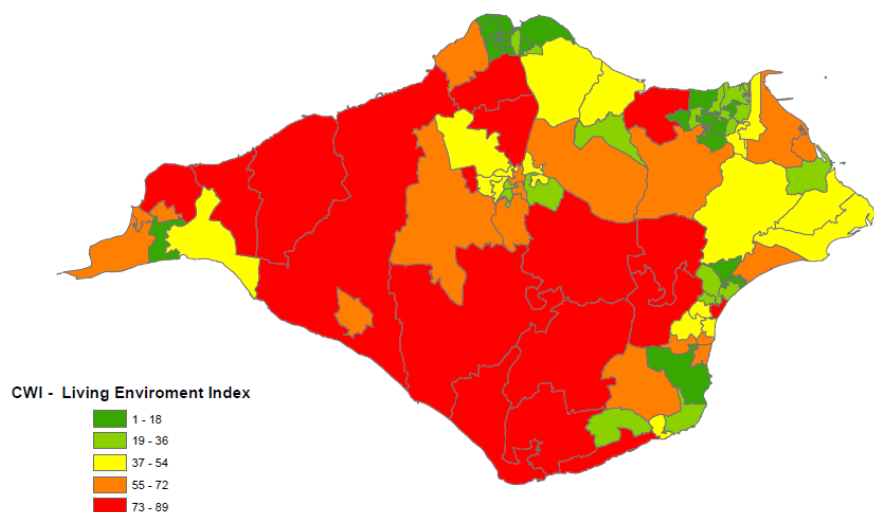 CWI - Living Enviroment Index
1 - 18
19 - 36
37 - 54
55 - 72
73 - 89